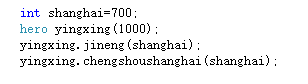 int shanghai=700;
hero yingxing(1000);
yingxing.jineng(shanghai);
yingxing.chengshoushanghai(shanghai);